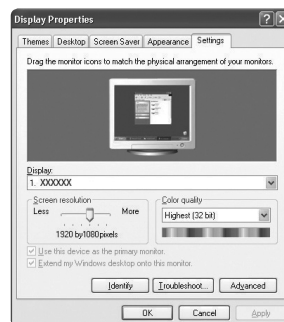 Display Properties
Themes Desktop Screen Saver Appearance Settings
Drag the monitor icons to match the physical arrangement of your monitors.
Display:
1. XXXXXX
Screen resolution
Less More
1920 by1080 pixels
Color quality
Highest (32 bit)
Use this device as the primary monitor.
Extend my Windows desktop onto this monitor.
Identify Troubleshoot... Advanced
OK Cancel Apply